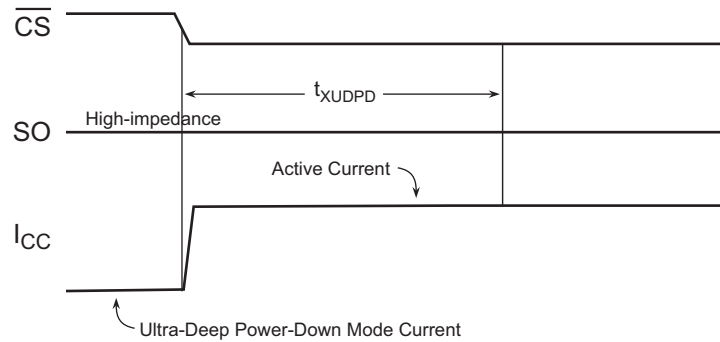 CS
tXUDPD
High-impedance
SO
Active Current
ICC
Ultra-Deep Power-Down Mode Current